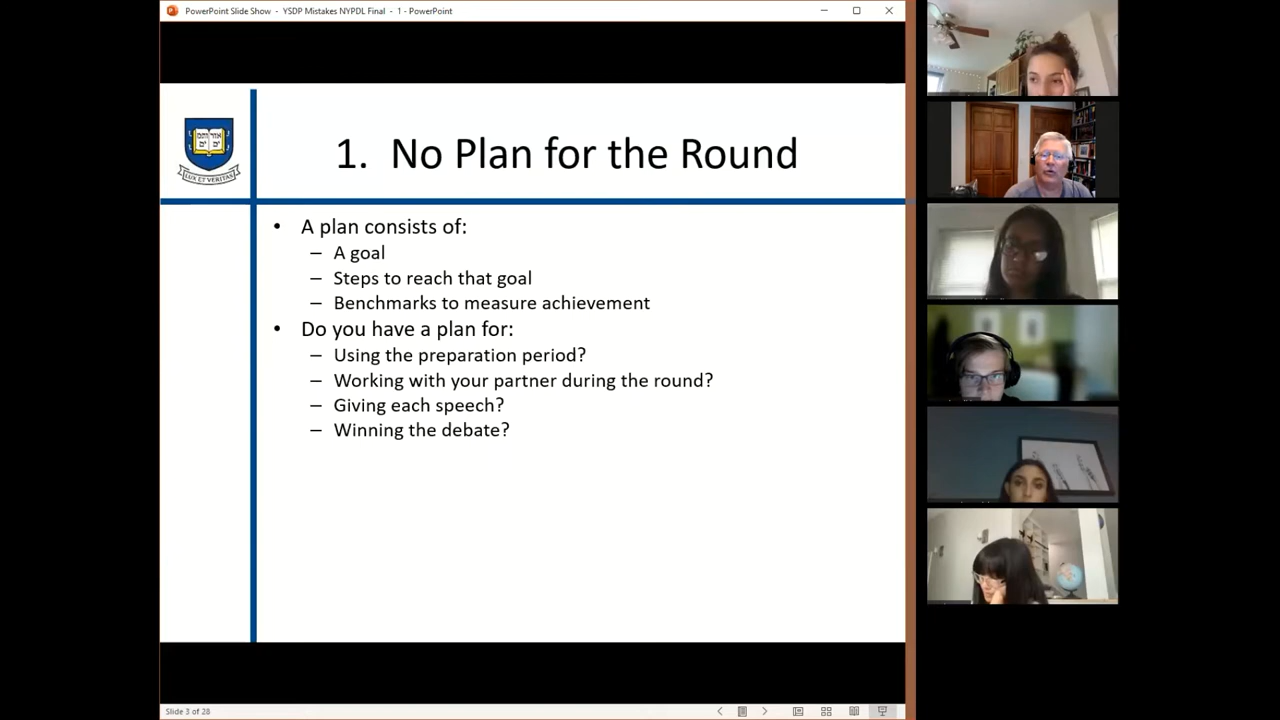 PowerPoint Slide Show - YSDP Mistakes NYPDL Final - 1 - PowerPoint
LUX ET VERITAS
1. No Plan for the Round
• A plan consists of:
– A goal
– Steps to reach that goal
– Benchmarks to measure achievement
• Do you have a plan for:
– Using the preparation period?
– Working with your partner during the round?
– Giving each speech?
– Winning the debate?
Slide 3 of 28